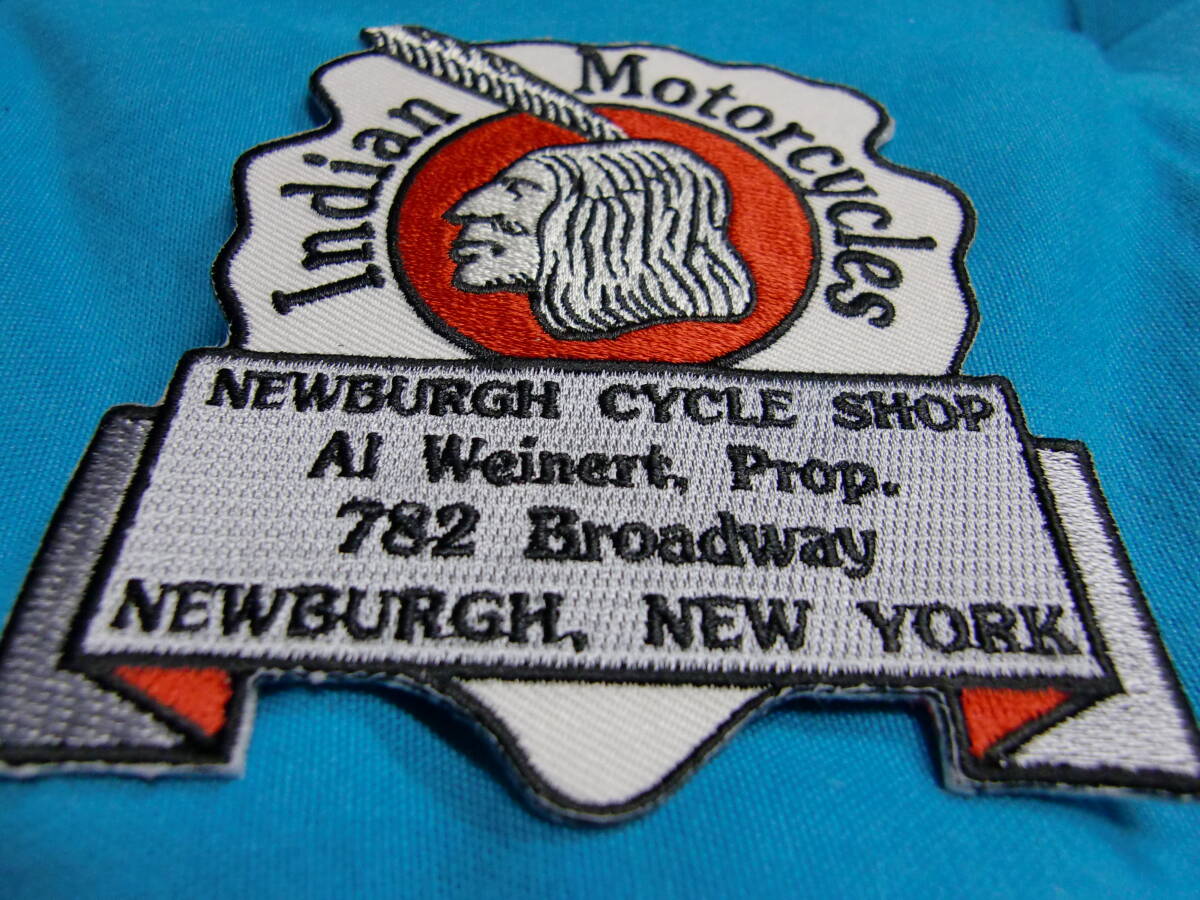 Indian Motorcycles
NEWBURGH CYCLE SHOP
Al Weinert, Prop.
782 Broadway
NEWBURGH, NEW YORK